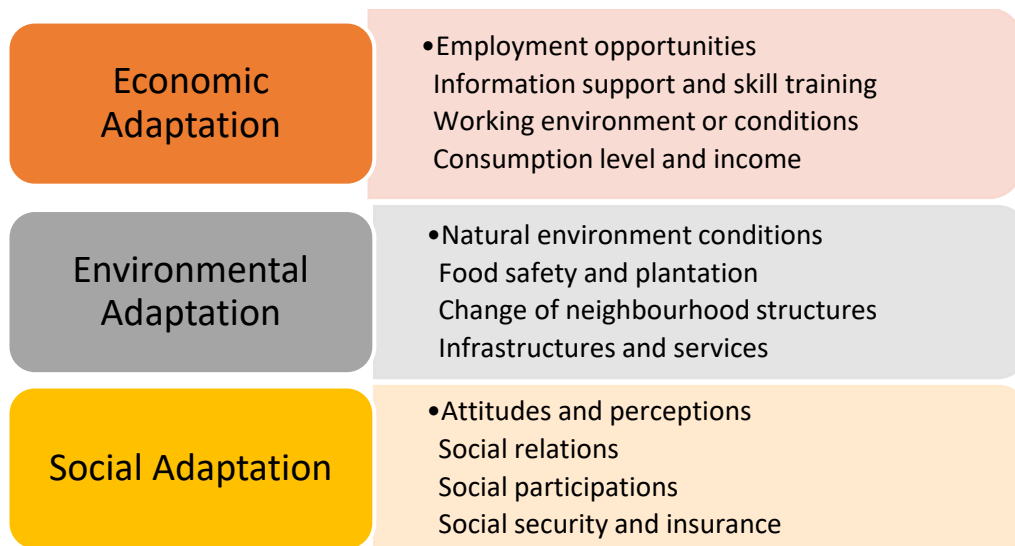 Economic
Adaptation
•Employment opportunities
Information support and skill training
Working environment or conditions
Consumption level and income
Environmental
Adaptation
•Natural environment conditions
Food safety and plantation
Change of neighbourhood structures
Infrastructures and services
Social Adaptation
•Attitudes and perceptions
Social relations
Social participations
Social security and insurance